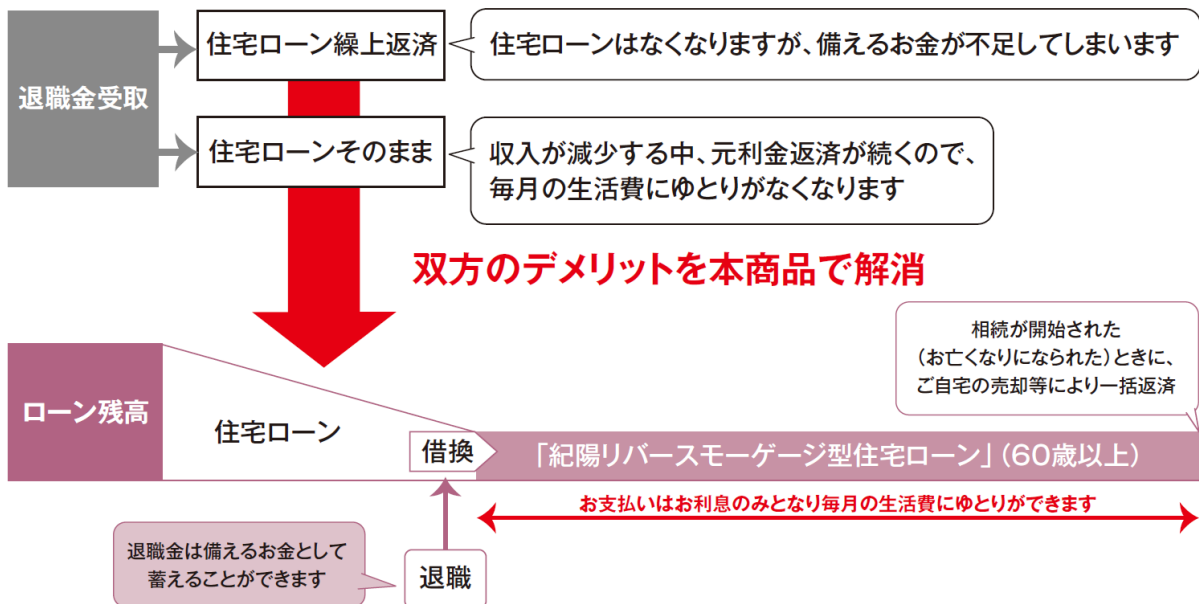 退職金受取
住宅ローン繰上返済
住宅ローンはなくなりますが、備えるお金が不足してしまいます
住宅ローンそのまま
収入が減少する中、元利金返済が続くので、
毎月の生活費にゆとりがなくなります
双方のデメリットを本商品で解消
相続が開始された
（お亡くなりになられた）ときに、
ご自宅の売却等により一括返済
ローン残高
住宅ローン
借換
「紀陽リバースモーゲージ型住宅ローン」（60歳以上）
お支払いはお利息のみとなり毎月の生活費にゆとりができます
退職金は備えるお金として
蓄えることができます
退職